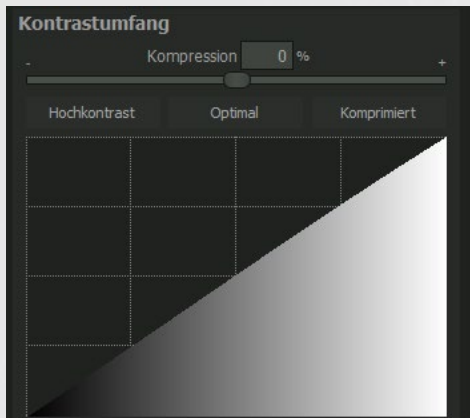 Kontrastumfang
Kompression 0 %
- +
Hochkontrast Optimal Komprimiert